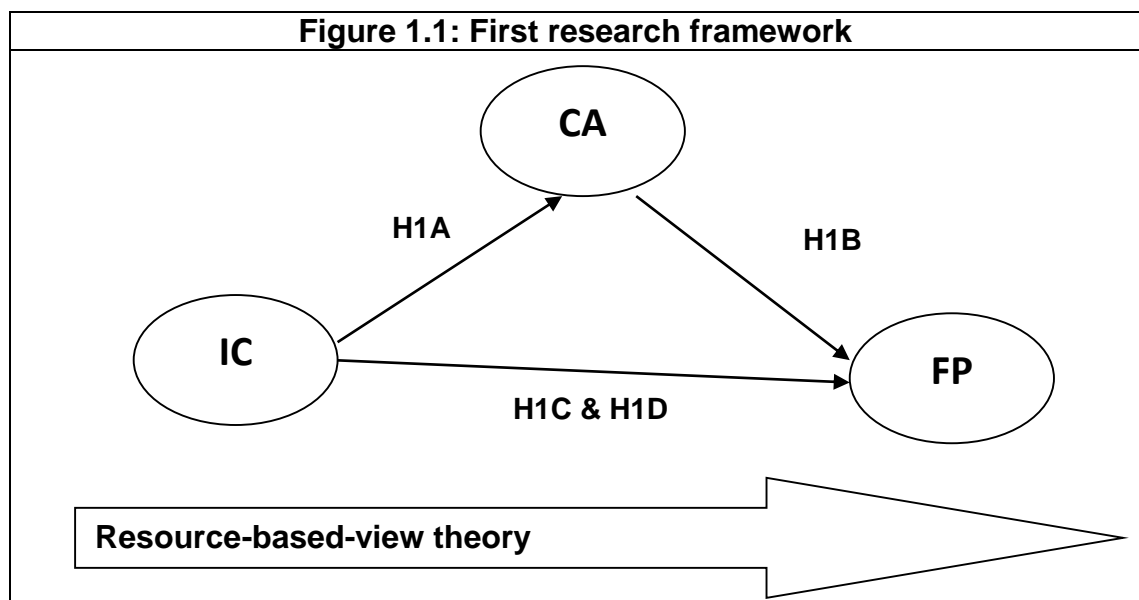 Figure 1.1: First research framework
CA
H1A
H1B
IC
FP
H1C & H1D
Resource-based-view theory